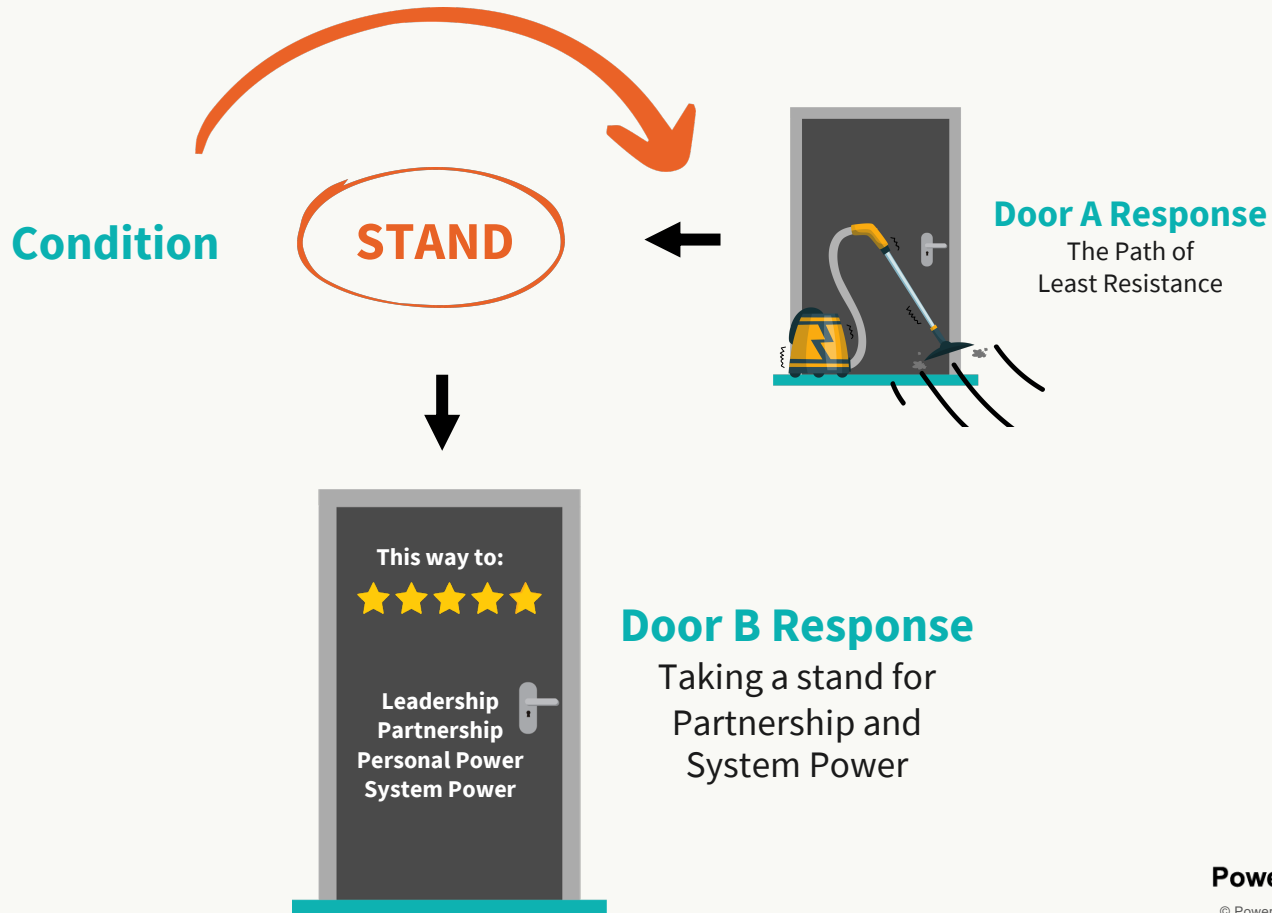 Condition
STAND
Door A Response
The Path of
Least Resistance
This way to:
Leadership
Partnership
Personal Power
System Power
Door B Response
Taking a stand for
Partnership and
System Power